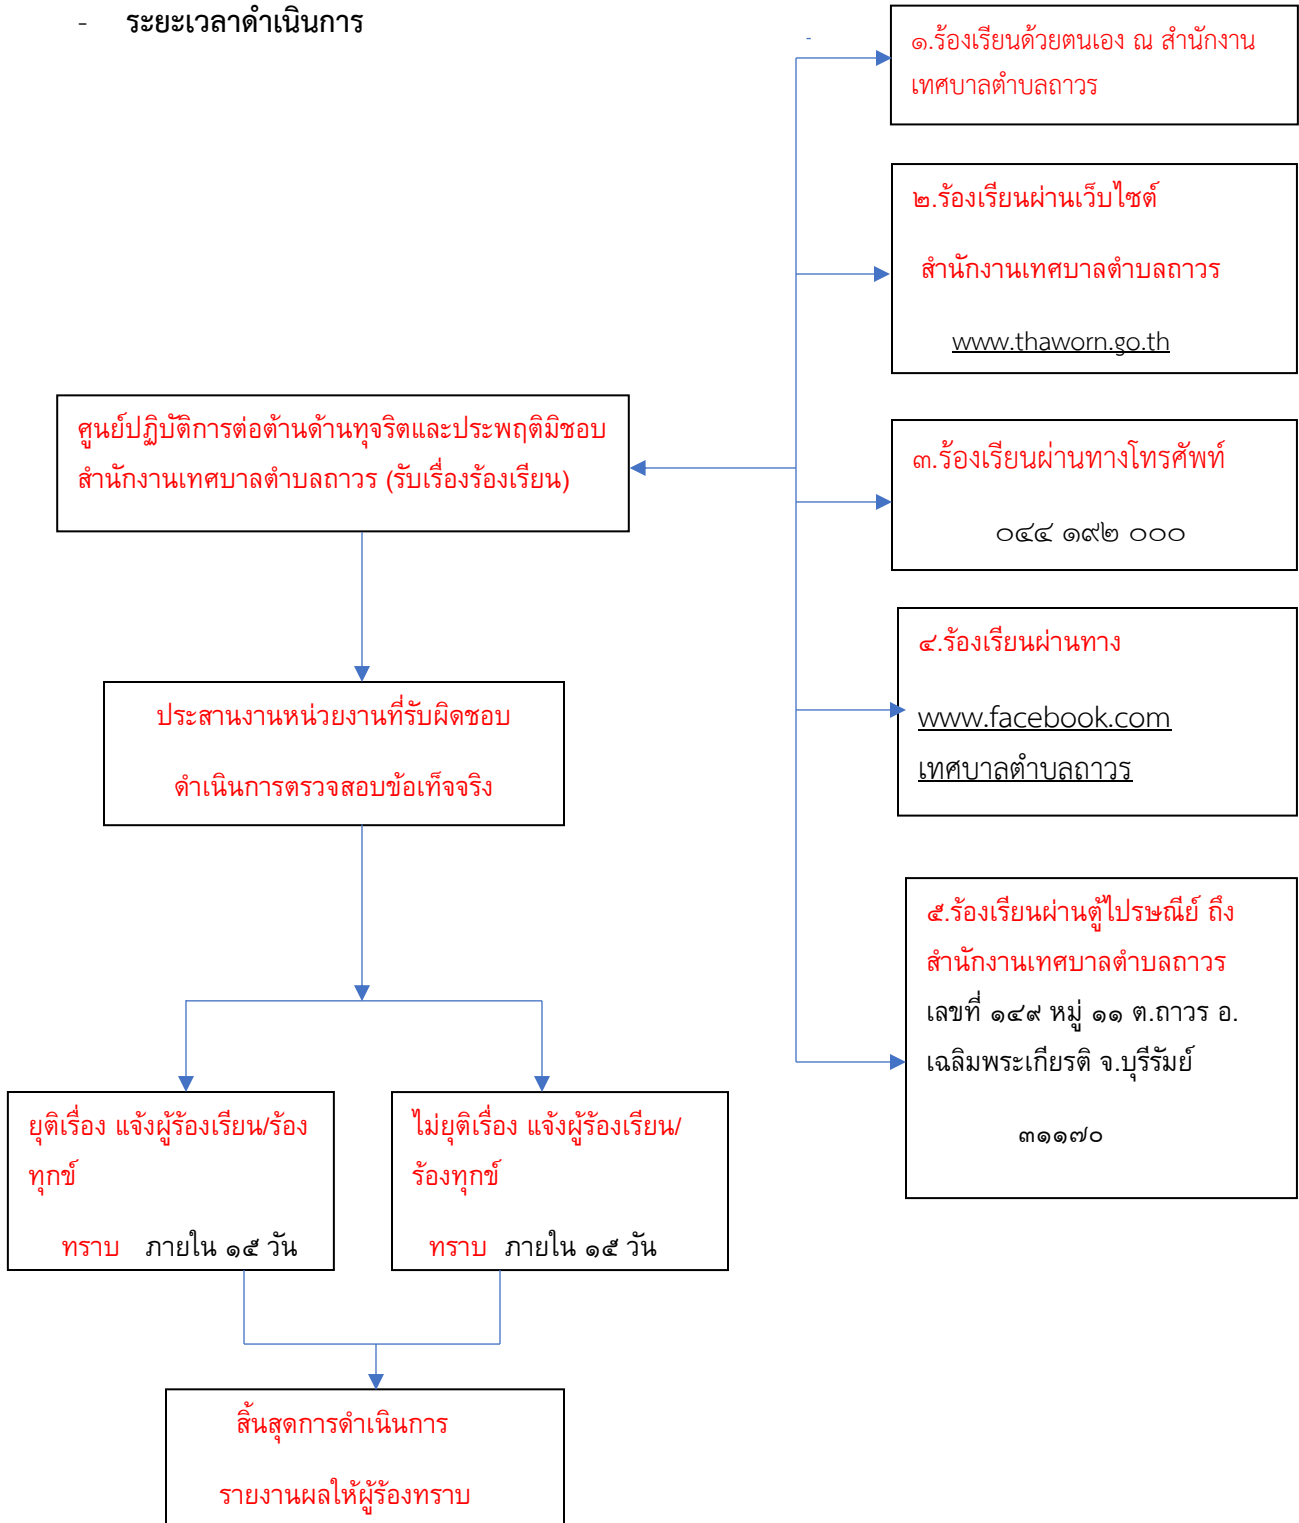 - ระยะเวลาดำเนินการ
-
๑.ร้องเรียนด้วยตนเอง ณ สำนักงาน
เทศบาลตำบลถาวร
๒.ร้องเรียนผ่านเว็บไซต์
สำนักงานเทศบาลตำบลถาวร
www.thaworn.go.th
ศูนย์ปฏิบัติการต่อต้านด้านทุจริตและประพฤติมิชอบ
สำนักงานเทศบาลตำบลถาวร (รับเรื่องร้องเรียน)
๓.ร้องเรียนผ่านทางโทรศัพท์
๐๔๔ ๑๙๒ ๐๐๐
๔.ร้องเรียนผ่านทาง
www.facebook.com
เทศบาลตำบลถาวร
ประสานงานหน่วยงานที่รับผิดชอบ
ดำเนินการตรวจสอบข้อเท็จจริง
๕.ร้องเรียนผ่านตู้ไปรษณีย์ ถึง
สำนักงานเทศบาลตำบลถาวร
เลขที่ ๑๔๙ หมู่ ๑๑ ต.ถาวร อ.
เฉลิมพระเกียรติ จ.บุรีรัมย์
๓๑๑๗๐
ยุติเรื่อง แจ้งผู้ร้องเรียน/ร้อง
ทุกข์
ทราบ ภายใน ๑๕ วัน
ไม่ยุติเรื่อง แจ้งผู้ร้องเรียน/
ร้องทุกข์
ทราบ ภายใน ๑๕ วัน
สิ้นสุดการดำเนินการ
รายงานผลให้ผู้ร้องทราบ